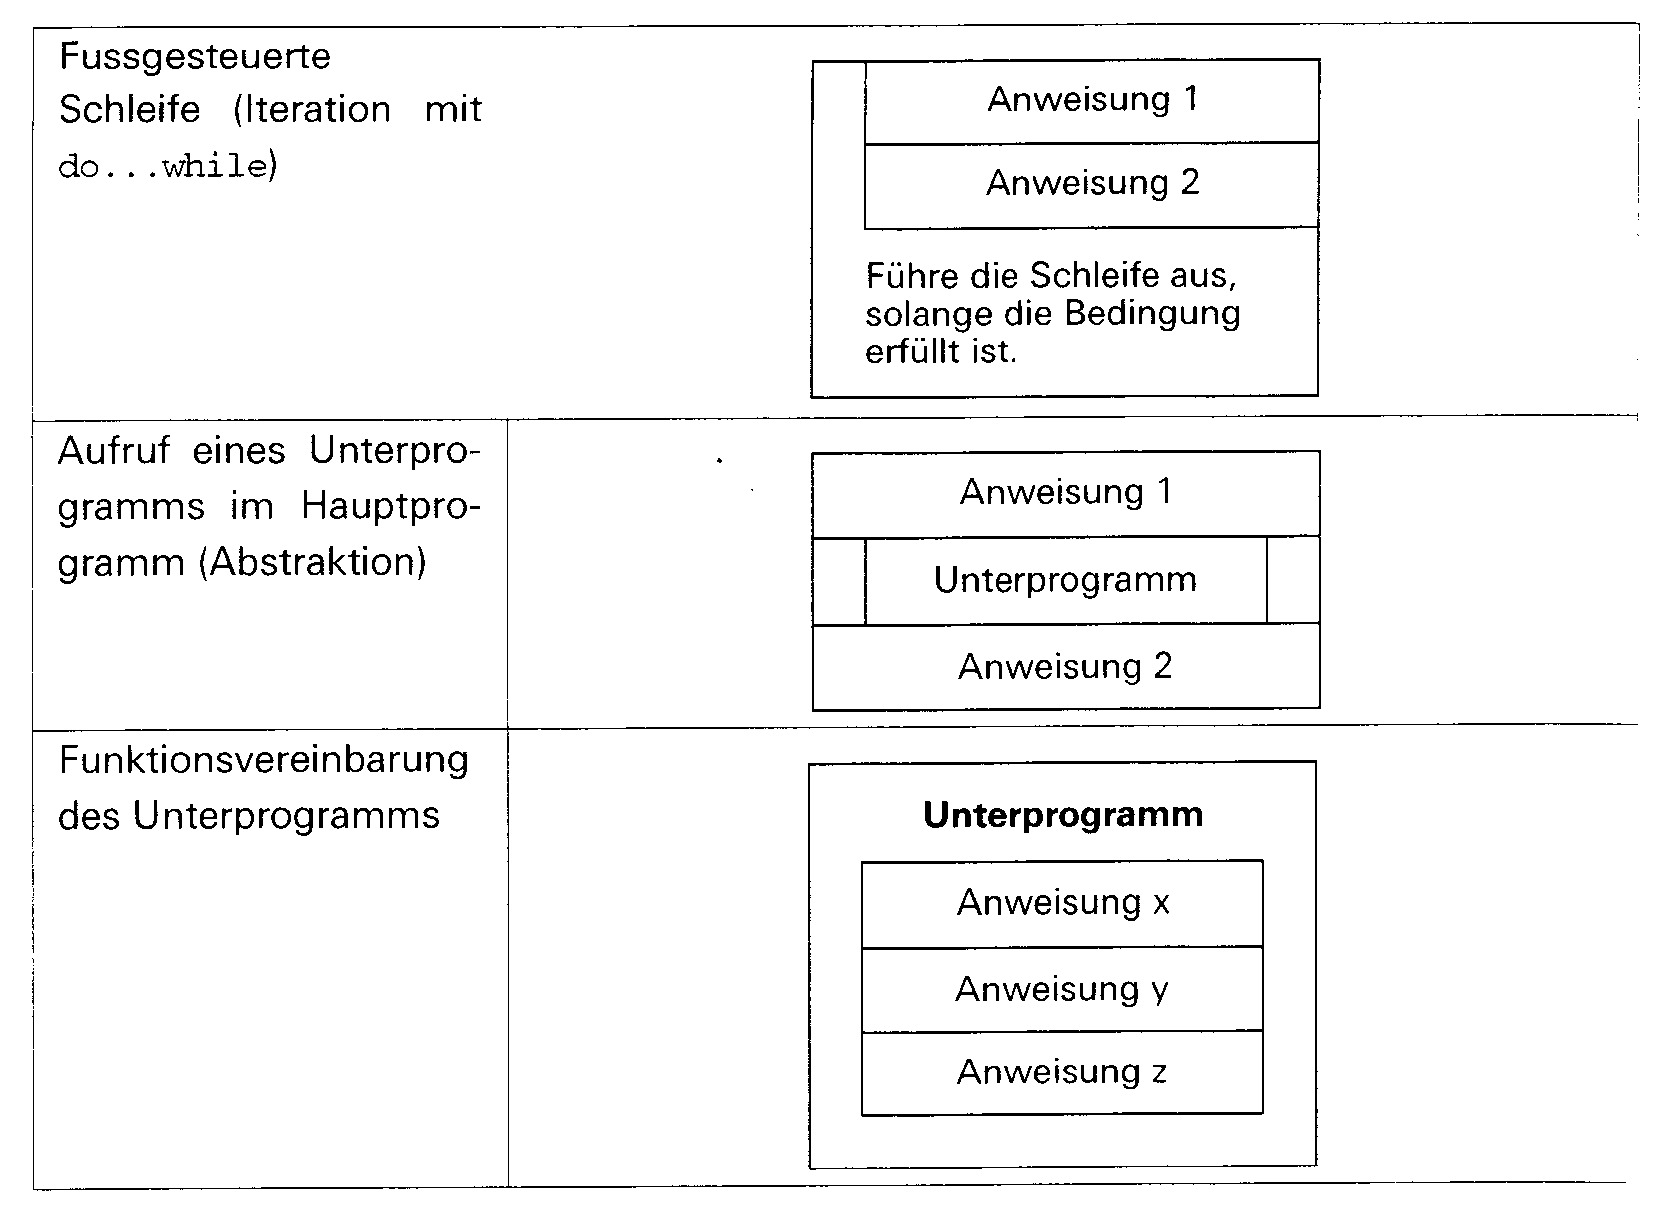 Fussgesteuerte
Schleife (Iteration mit
do...while)
Anweisung 1
Anweisung 2
Führe die Schleife aus,
solange die Bedingung
erfüllt ist.
Aufruf eines Unterpro-
gramms im Hauptpro-
gramm (Abstraktion)
Anweisung 1
Unterprogramm
Anweisung 2
Funktionsvereinbarung
des Unterprogramms
Unterprogramm
Anweisung x
Anweisung y
Anweisung z